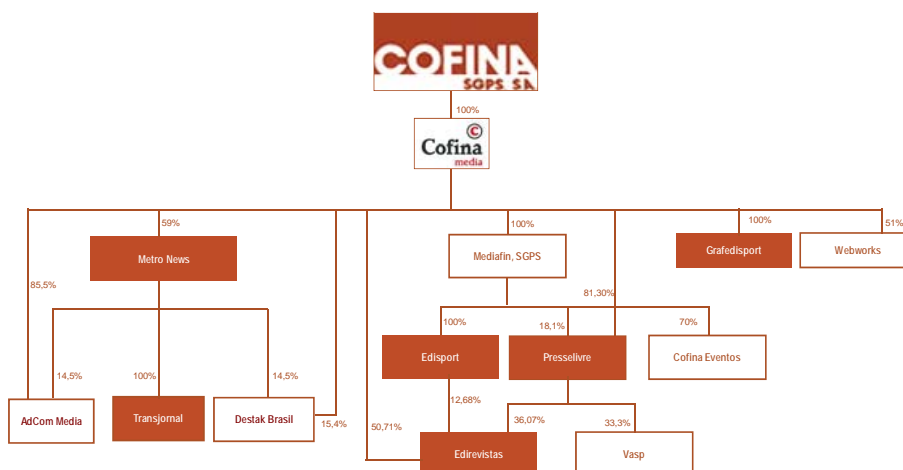 COFINA
SGPS, SA
100%
C
Cofina
media
59%
100%
100%
51%
Metro News
Mediafin, SGPS
Grafedisport
Webworks
85,5%
81,30%
100%
18,1%
70%
Edisport
Presselivre
Cofina Eventos
14,5%
100%
14,5%
12,68%
AdCom Media
Transjornal
Destak Brasil
15,4%
50,71%
36,07%
33,3%
Edirevistas
Vasp